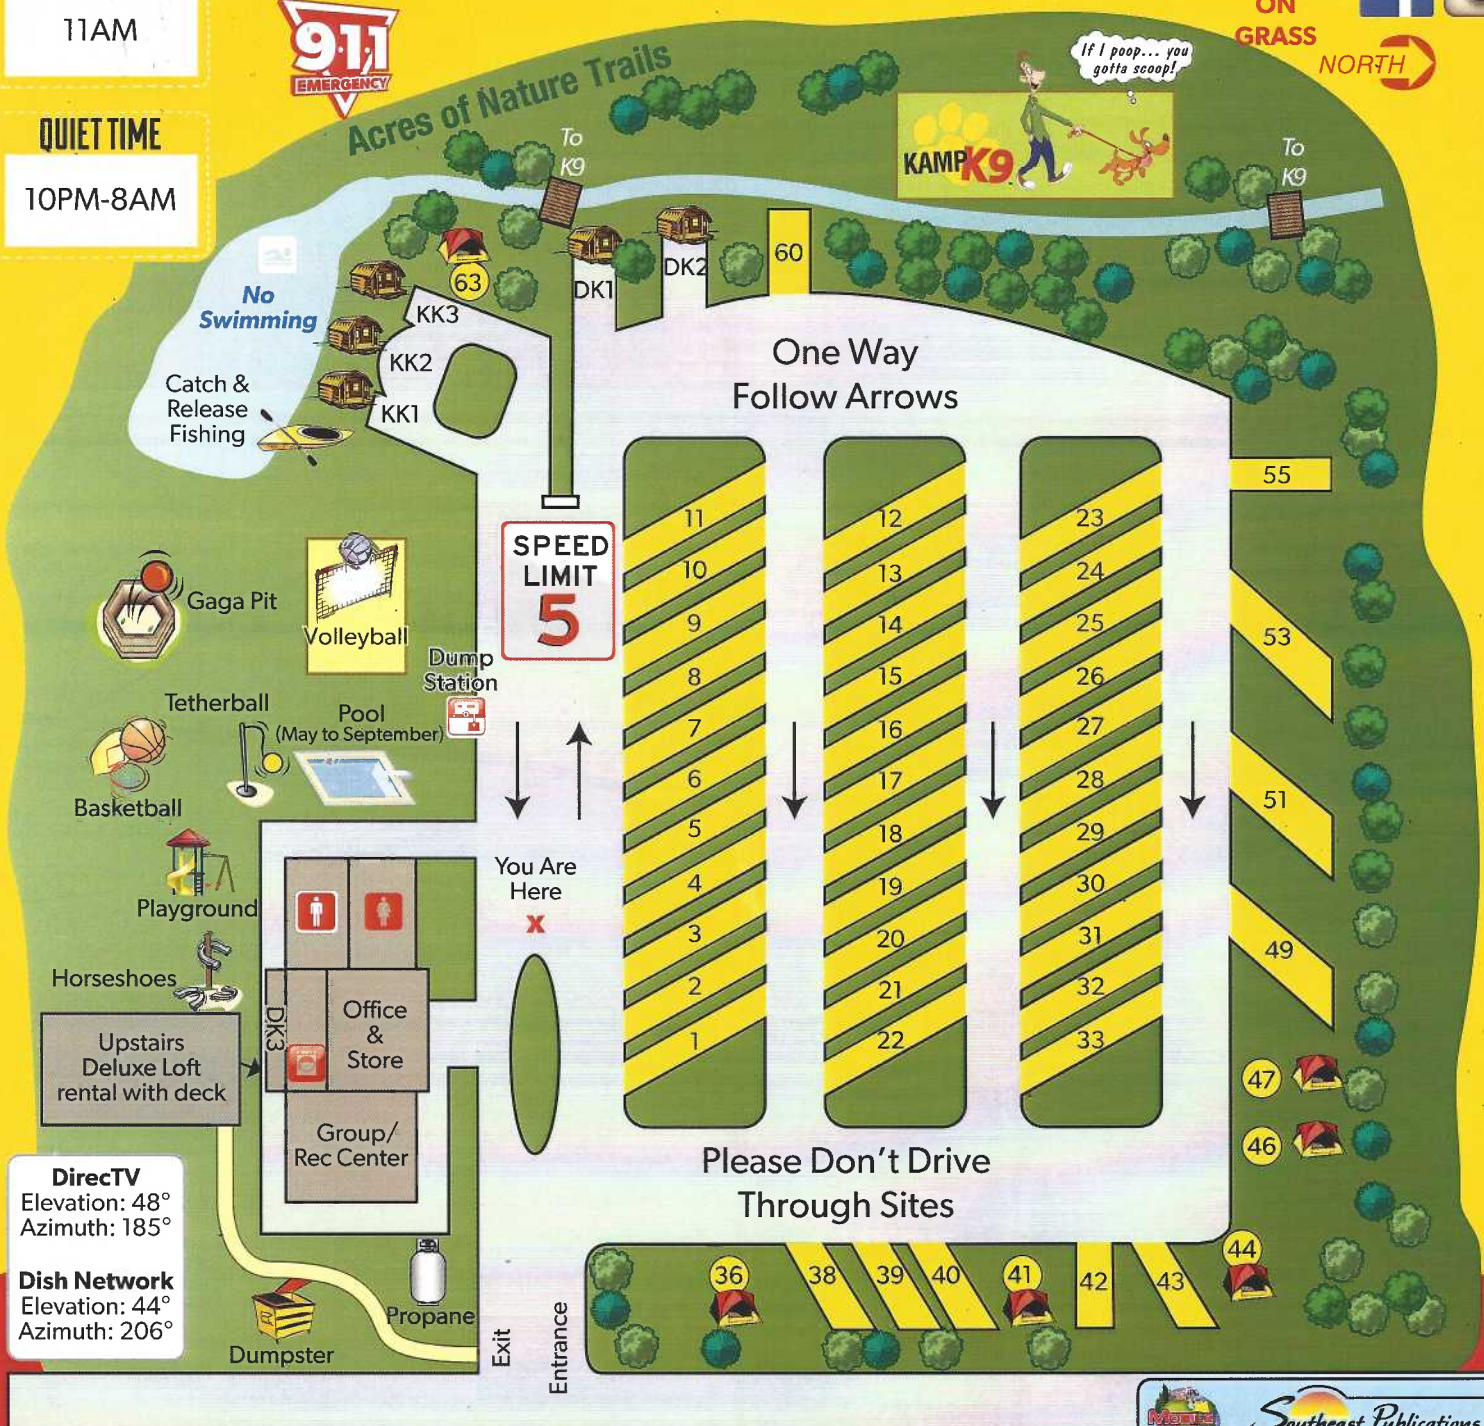 11AM
9·1·1
EMERGENCY
QUIET TIME
10PM-8AM
Acres of Nature Trails
ON
GRASS
NORTH
If I poop... you
gotta scoop!
KAMP K9
To
K9
To
K9
No
Swimming
Catch &
Release
Fishing
63
DK1
DK2
60
KK3
KK2
KK1
One Way
Follow Arrows
SPEED
LIMIT
5
Gaga Pit
Volleyball
Dump
Station
Tetherball
Pool
(May to September)
Basketball
Playground
Horseshoes
You Are
Here
X
11
10
9
8
7
6
5
4
3
2
1
12
13
14
15
16
17
18
19
20
21
22
23
24
25
26
27
28
29
30
31
32
33
55
53
51
49
47
46
44
DK3
Office
&
Store
Upstairs
Deluxe Loft
rental with deck
Group/
Rec Center
Please Don't Drive
Through Sites
DirecTV
Elevation: 48°
Azimuth: 185°
Dish Network
Elevation: 44°
Azimuth: 206°
Dumpster
Propane
Exit
Entrance
36
38
39
40
41
42
43
Southeast Publications